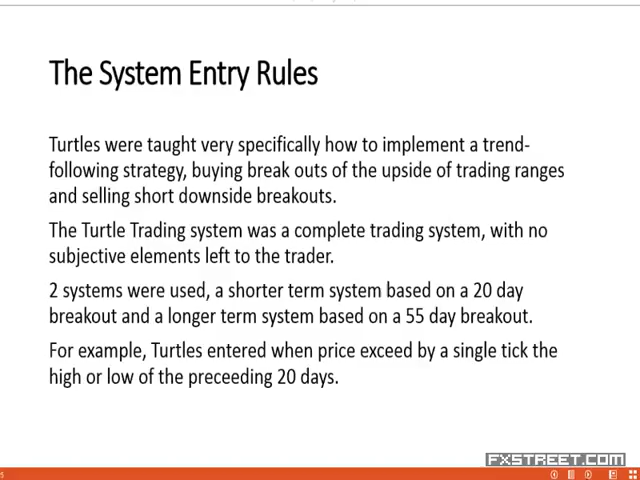 The System Entry Rules
Turtles were taught very specifically how to implement a trend-
following strategy, buying break outs of the upside of trading ranges
and selling short downside breakouts.
The Turtle Trading system was a complete trading system, with no
subjective elements left to the trader.
2 systems were used, a shorter term system based on a 20 day
breakout and a longer term system based on a 55 day breakout.
For example, Turtles entered when price exceed by a single tick the
high or low of the preceeding 20 days.
FXSTREET.COM